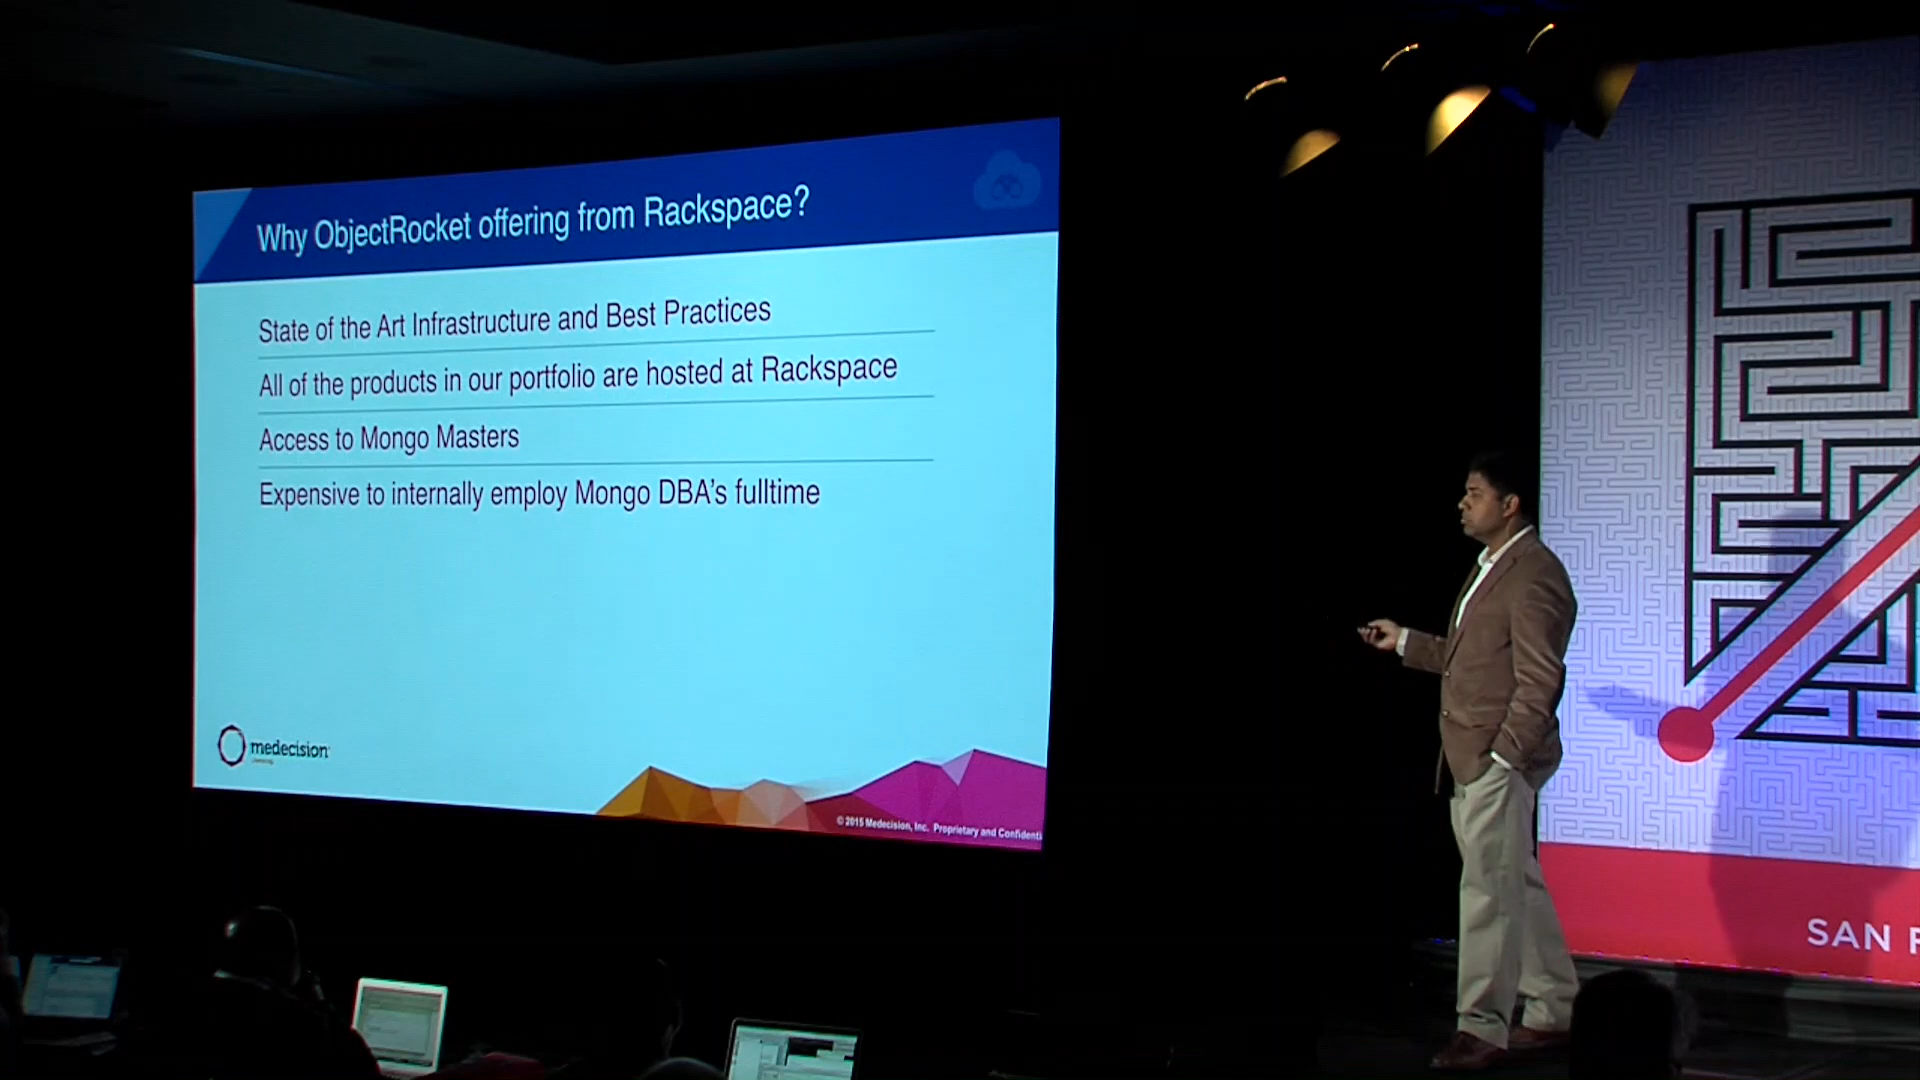 Why ObjectRocket offering from Rackspace?
State of the Art Infrastructure and Best Practices
All of the products in our portfolio are hosted at Rackspace
Access to Mongo Masters
Expensive to internally employ Mongo DBA's fulltime
medecision
© 2015 Medecision, Inc. Proprietary and Confidenti
SAN F